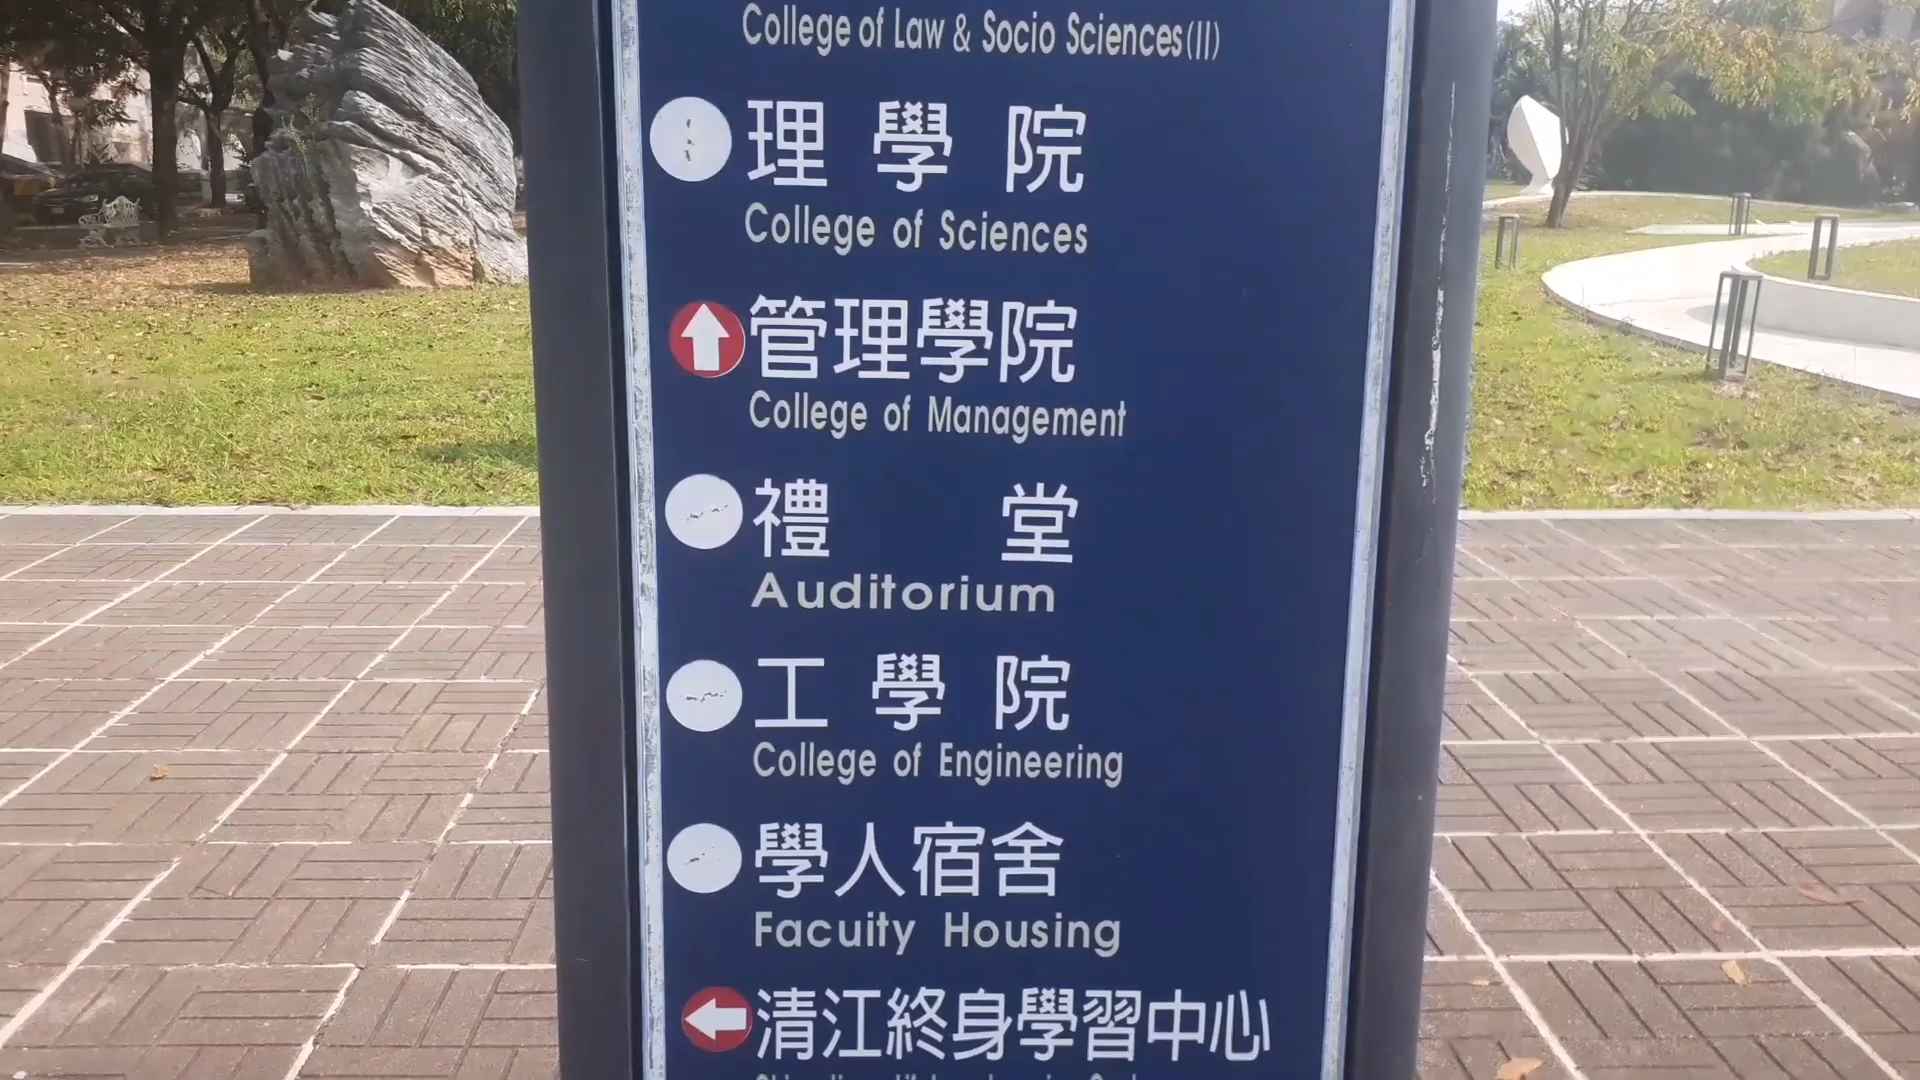 College of Law & Socio Sciences(II)
理學院
College of Sciences
管理學院
College of Management
禮堂
Auditorium
工學院
College of Engineering
學人宿舍
Facuity Housing
清江終身學習中心